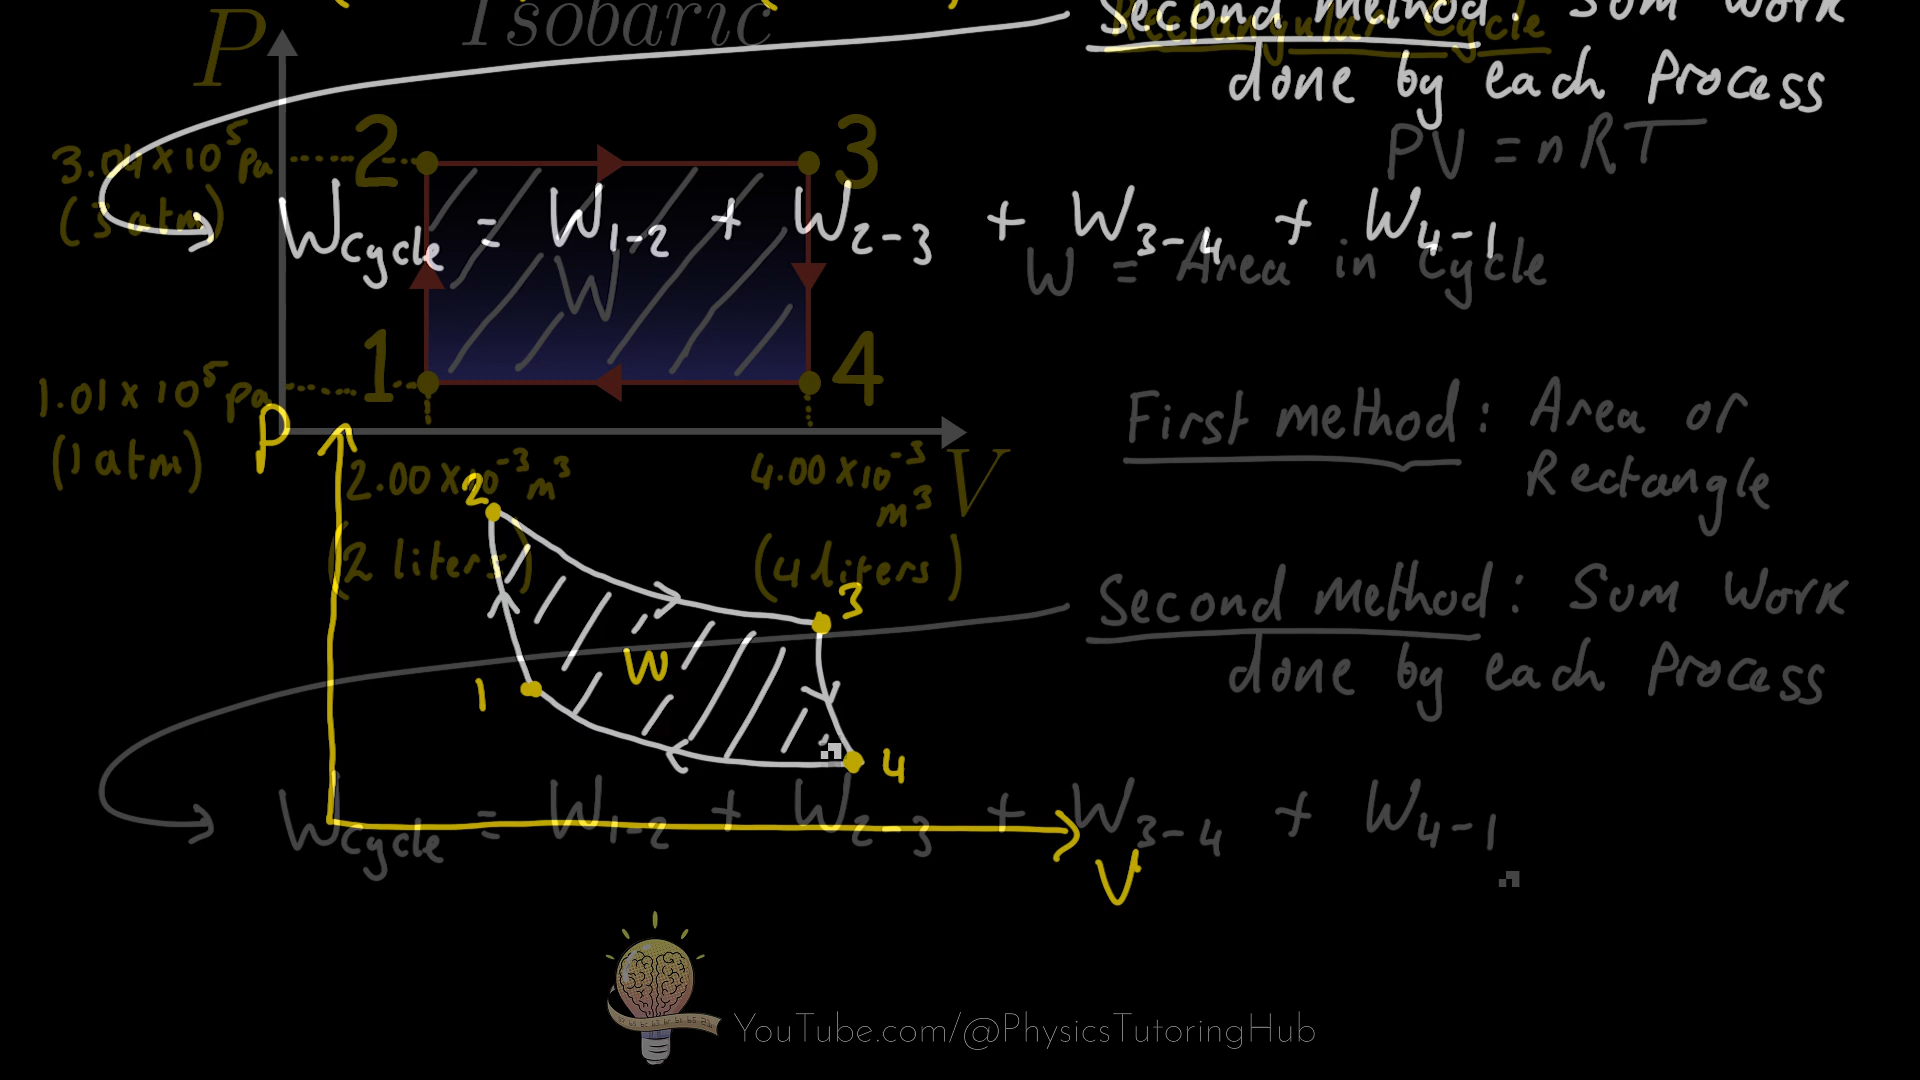 Isobaric
P
Second Method: Sum Work
Rectangular Cycle
done by each Process
3.04 x 10^5 pa
(3 atm)
2
3
PV = nRT
Wcycle = W1-2 + W2-3 + W3-4 + W4-1
W
W = Area in Cycle
1
4
1.01 x 10^5 pa
(1 atm)
First method: Area or
Rectangle
P
2.00 x 10^-3 m^3
4.00 x 10^-3 m^3
V
(2 liters)
(4 liters)
Second Method: Sum Work
done by each Process
2
3
W
1
4
Wcycle = W1-2 + W2-3 + W3-4 + W4-1
V
YouTube.com/@PhysicsTutoringHub